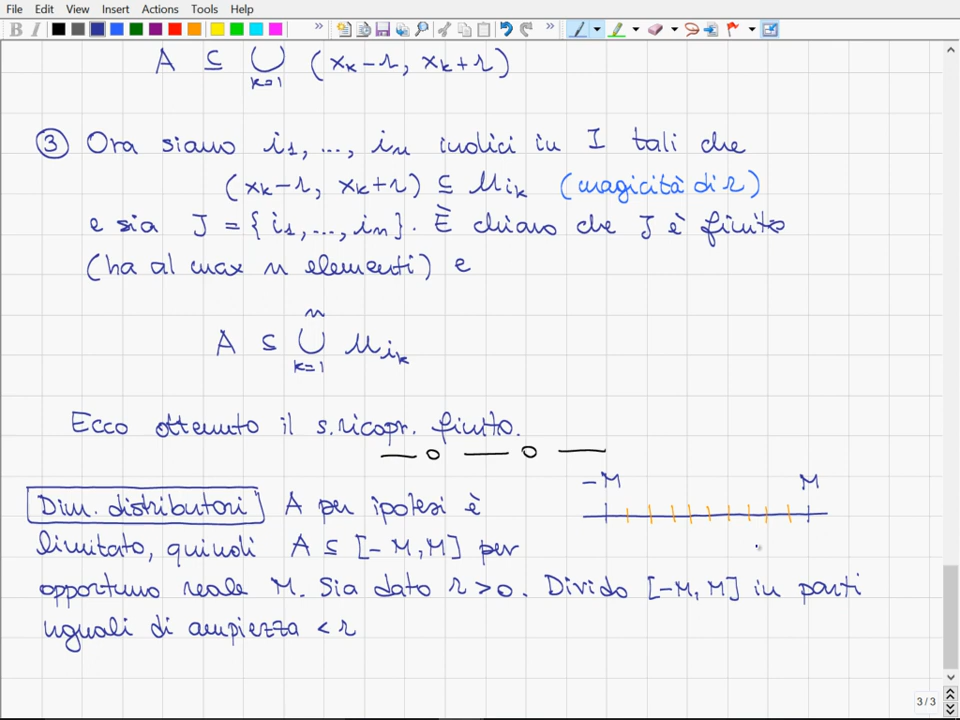 File Edit View Insert Actions Tools Help
B I » »
A ⊆ ⋃ (x_k-r, x_k+r)
k=1
③ Ora siano i_1, ..., i_n indici in I tali che
(x_k-r, x_k+r) ⊆ U_{i_k} (magicità di r)
e sia J = {i_1, ..., i_n}. È chiaro che J è finito
(ha al max n elementi) e
n
A ⊆ ⋃ U_{i_k}
k=1
Ecco ottenuto il s.ricopr. finito.
-M M
Dim. distributori A per ipotesi è
limitato, quindi A ⊆ [-M, M] per
opportuno reale M. Sia dato r > 0. Divido [-M, M] in parti
uguali di ampiezza < r
3 / 3